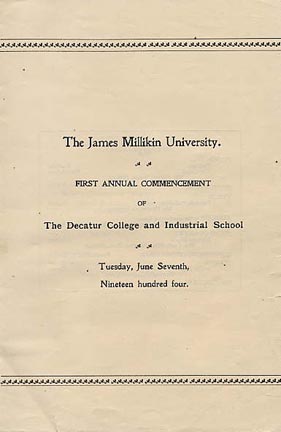 The James Millikin University.
FIRST ANNUAL COMMENCEMENT
OF
The Decatur College and Industrial School
Tuesday, June Seventh,
Nineteen hundred four.